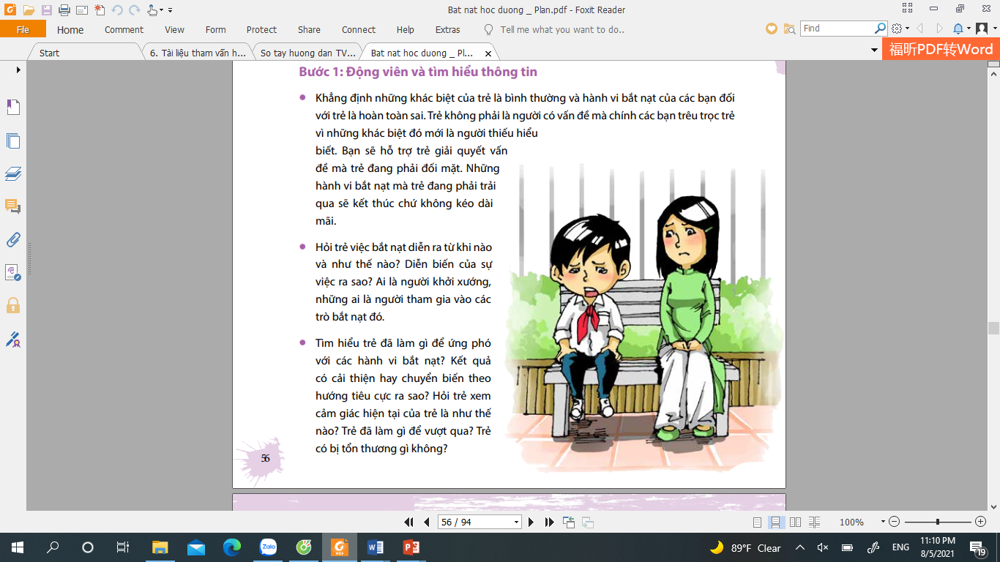 Bat nat hoc duong _ Plan.pdf - Foxit Reader
File Home Comment View Form Protect Share Connect Help Extras Tell me what you want to do.. Find
Start 6. Tài liệu tham vấn h... So tay huong dan TV... Bat nat hoc duong _ Pl... 福昕PDF转Word
Bước 1: Động viên và tìm hiểu thông tin
Khẳng định những khác biệt của trẻ là bình thường và hành vi bắt nạt của các bạn đối
với trẻ là hoàn toàn sai. Trẻ không phải là người có vấn đề mà chính các bạn trêu trọc trẻ
vì những khác biệt đó mới là người thiếu hiểu
biết. Bạn sẽ hỗ trợ trẻ giải quyết vấn
đề mà trẻ đang phải đối mặt. Những
hành vi bắt nạt mà trẻ đang phải trải
qua sẽ kết thúc chứ không kéo dài
mãi.
Hỏi trẻ việc bắt nạt diễn ra từ khi nào
và như thế nào? Diễn biến của sự
việc ra sao? Ai là người khởi xướng,
những ai là người tham gia vào các
trò bắt nạt đó.
Tìm hiểu trẻ đã làm gì để ứng phó
với các hành vi bắt nạt? Kết quả
có cải thiện hay chuyển biến theo
hướng tiêu cực ra sao? Hỏi trẻ xem
cảm giác hiện tại của trẻ là như thế
nào? Trẻ đã làm gì để vượt qua? Trẻ
có bị tổn thương gì không?
56
56 / 94 100%
Zalo PDF 89°F Clear ENG 11:10 PM
8/5/2021 19